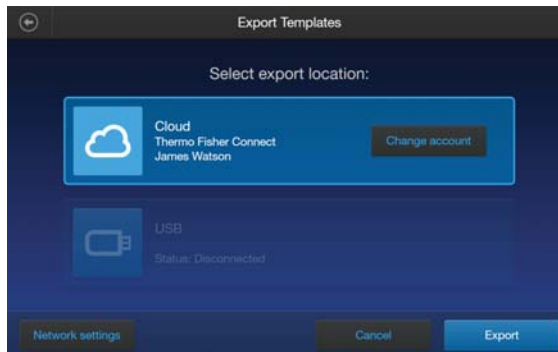 Export Templates
Select export location:
Cloud
Thermo Fisher Connect
James Watson
Change account
USB
Status: Disconnected
Network settings
Cancel
Export